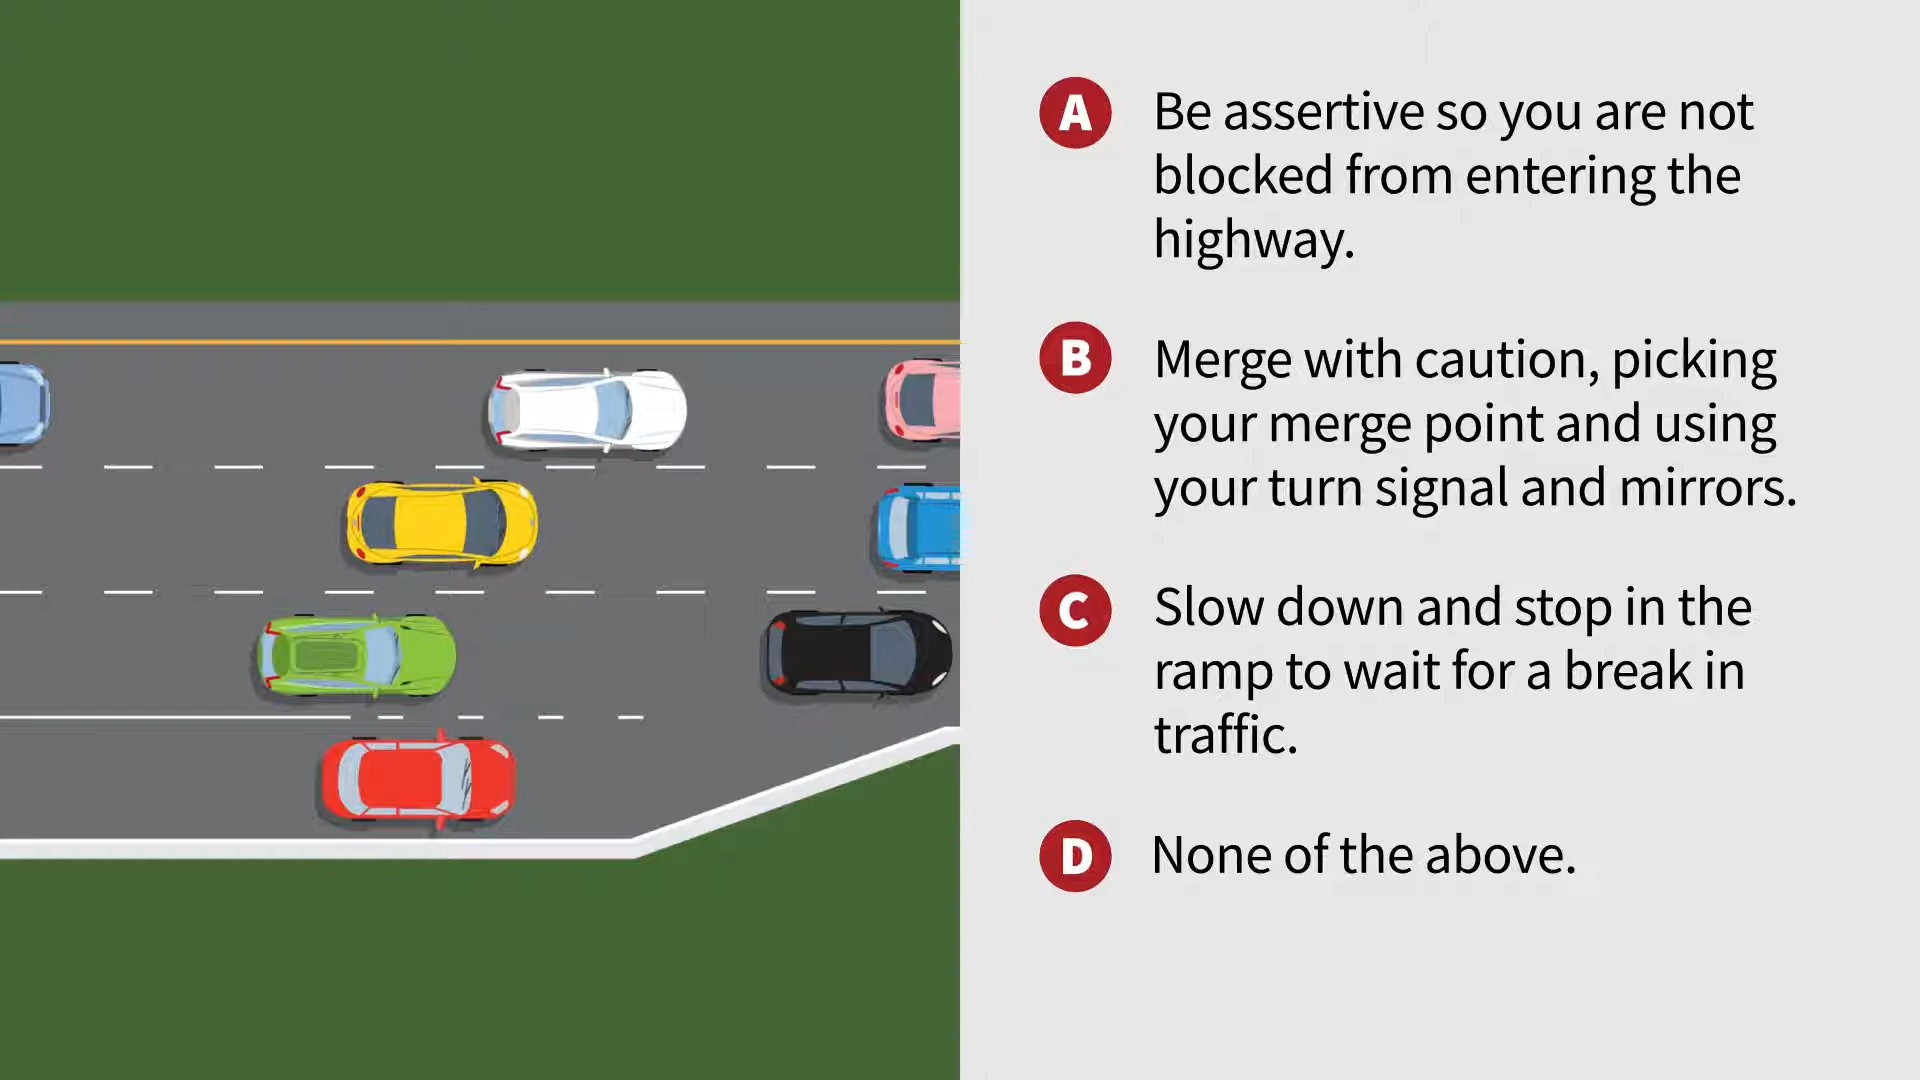 A Be assertive so you are not
blocked from entering the
highway.
B Merge with caution, picking
your merge point and using
your turn signal and mirrors.
C Slow down and stop in the
ramp to wait for a break in
traffic.
D None of the above.